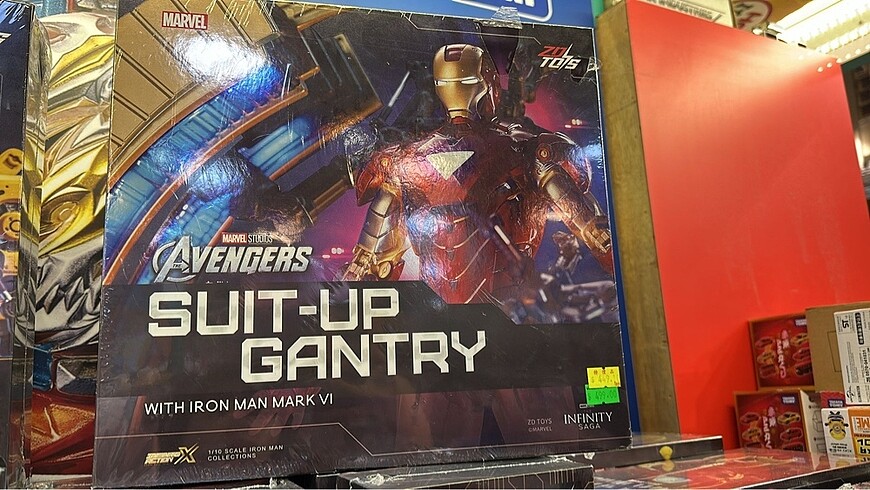 MARVEL
ZD
TOYS
MARVEL STUDIOS
AVENGERS
SUIT-UP
GANTRY
WITH IRON MAN MARK VI
ZD TOYS
©MARVEL
INFINITY
SAGA
1/10 SCALE IRON MAN
COLLECTIONS